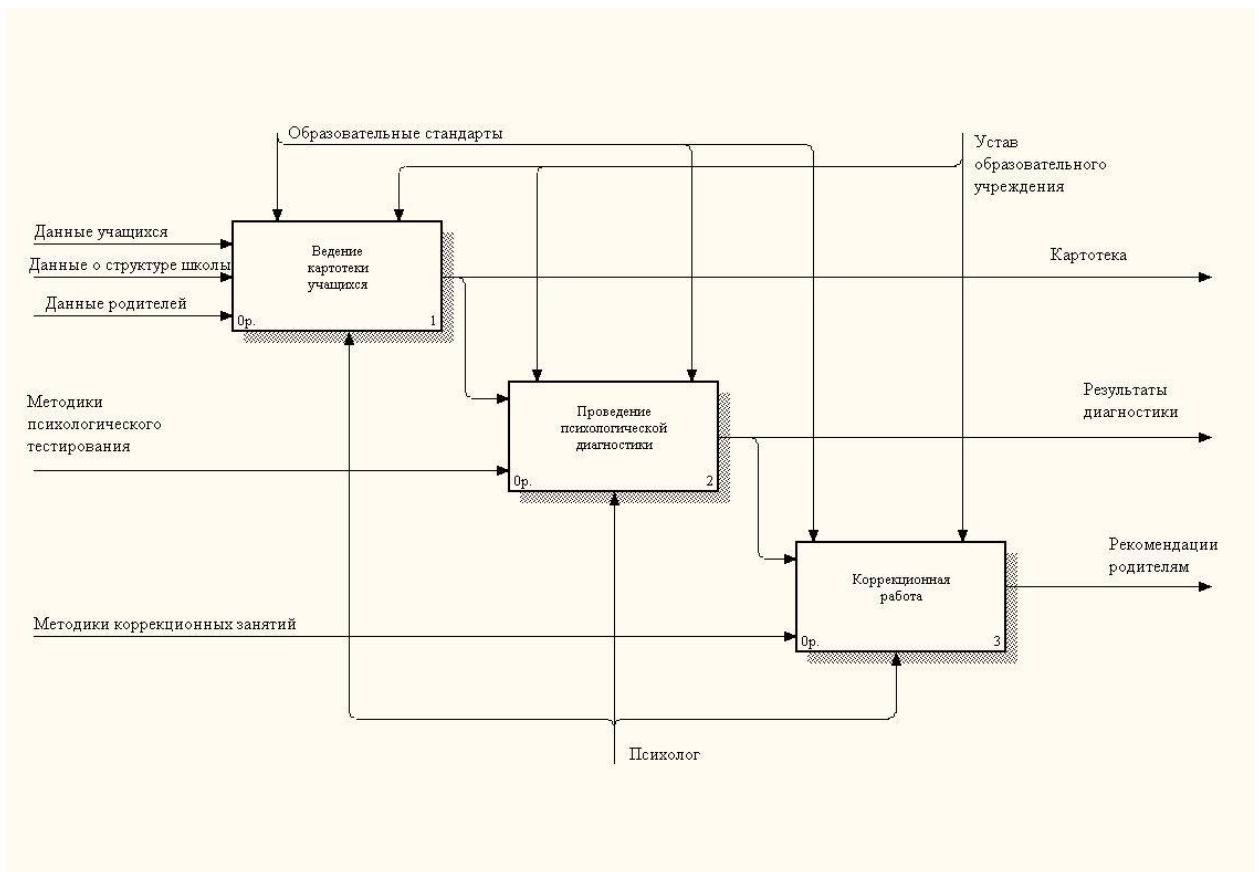 Образовательные стандарты
Устав
образовательного
учреждения
Данные учащихся
Данные о структуре школы
Данные родителей
Ведение
картотеки
учащихся
0р.
1
Картотека
Методики
психологического
тестирования
Проведение
психологической
диагностики
0р.
2
Результаты
диагностики
Рекомендации
родителям
Коррекционная
работа
0р.
3
Методики коррекционных занятий
Психолог